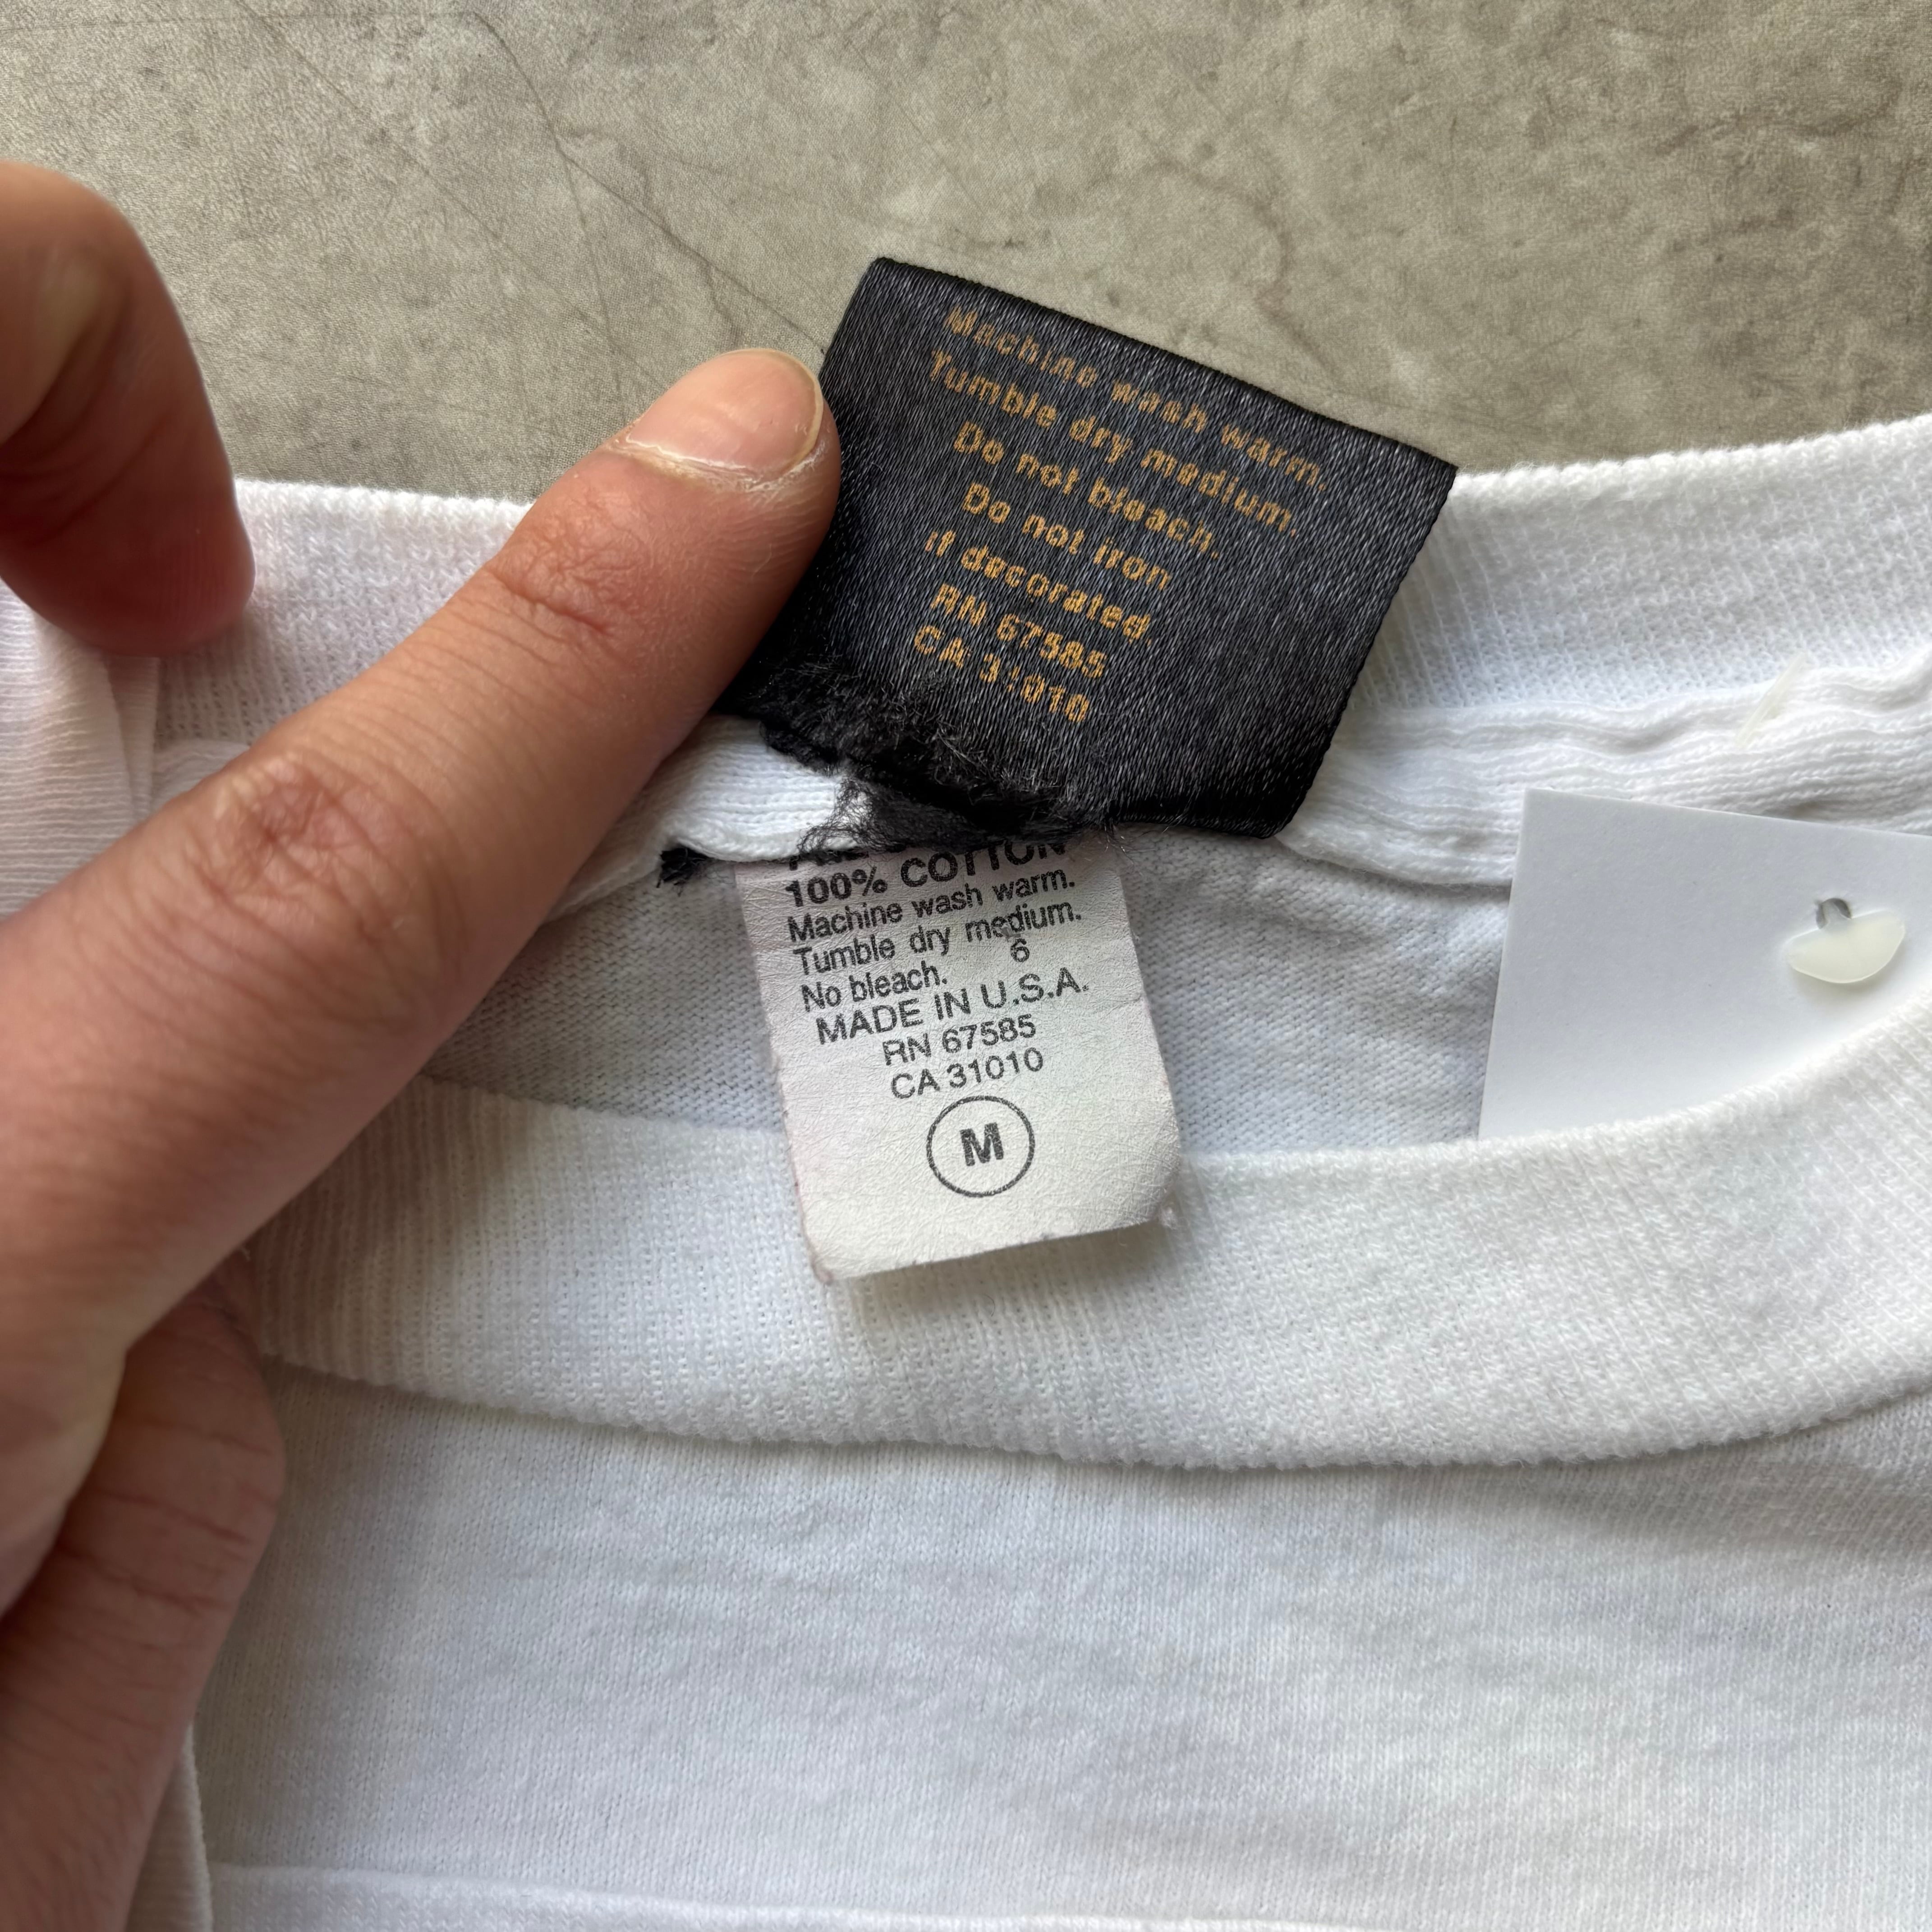 Machine wash warm.
Tumble dry medium.
Do not bleach.
Do not iron
if decorated.
RN 67585
CA 31010
100% COTTON
Machine wash warm.
Tumble dry medium.
6
No bleach.
MADE IN U.S.A.
RN 67585
CA 31010
M